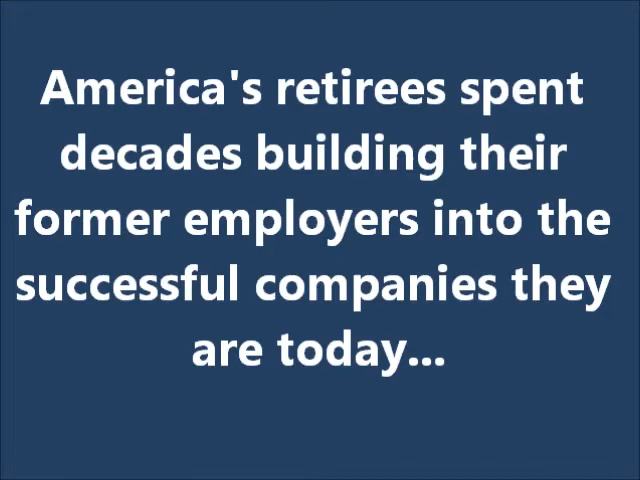 America's retirees spent
decades building their
former employers into the
successful companies they
are today...